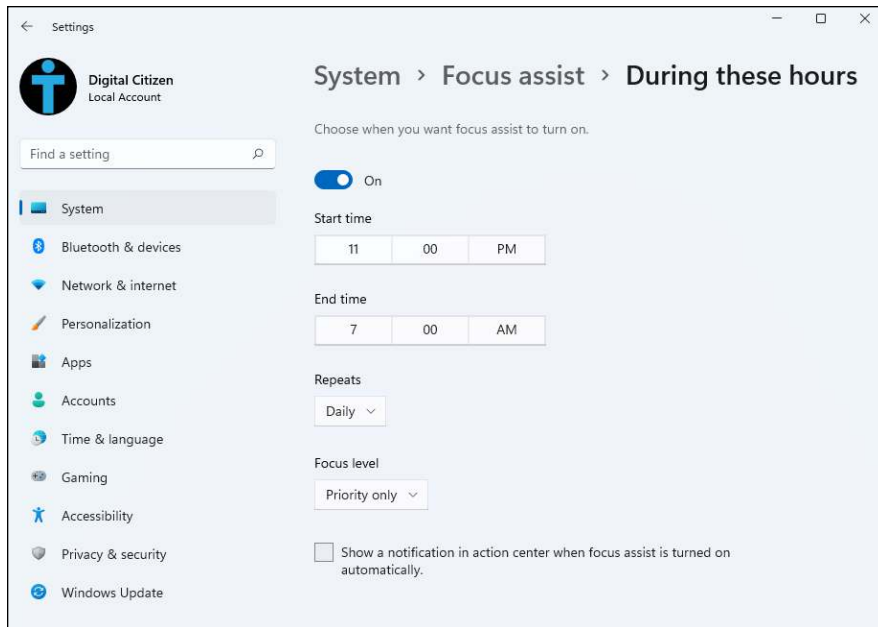 Settings
Digital Citizen
Local Account
Find a setting
System
Bluetooth & devices
Network & internet
Personalization
Apps
Accounts
Time & language
Gaming
Accessibility
Privacy & security
Windows Update
System > Focus assist > During these hours
Choose when you want focus assist to turn on.
On
Start time
11 00 PM
End time
7 00 AM
Repeats
Daily
Focus level
Priority only
Show a notification in action center when focus assist is turned on
automatically.